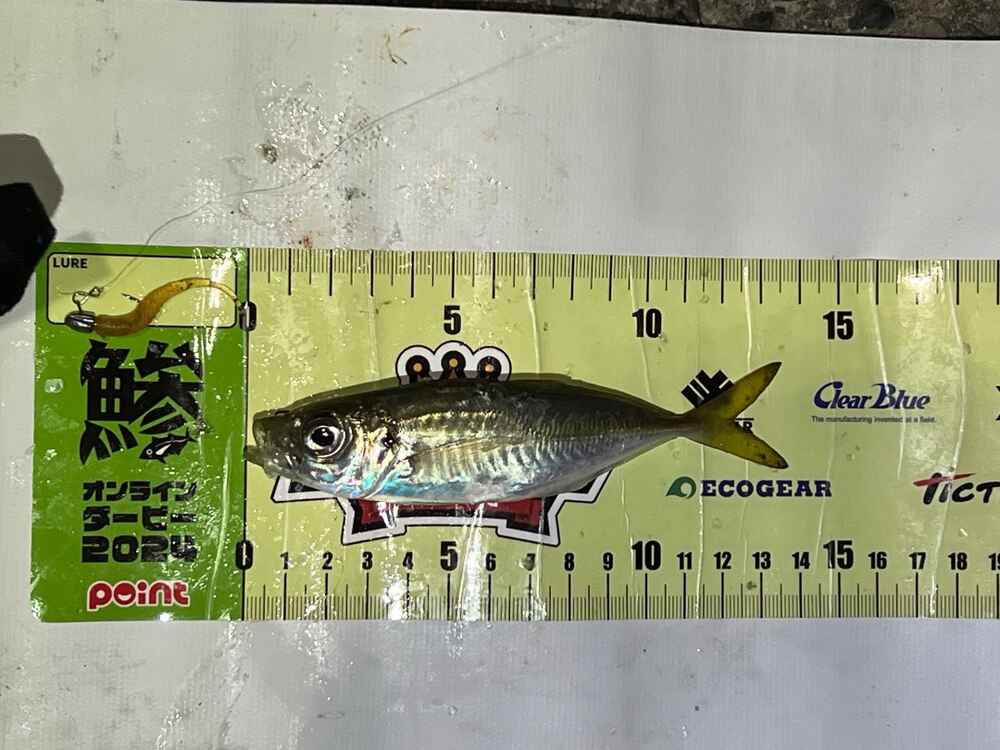 LURE
0 5 10 15
鯵
Clear Blue
The manufacturing invented at a field.
ECOGEAR
TICT
オンライン
ダービー
2024
point
0 1 2 3 4 5 6 7 8 9 10 11 12 13 14 15 16 17 18